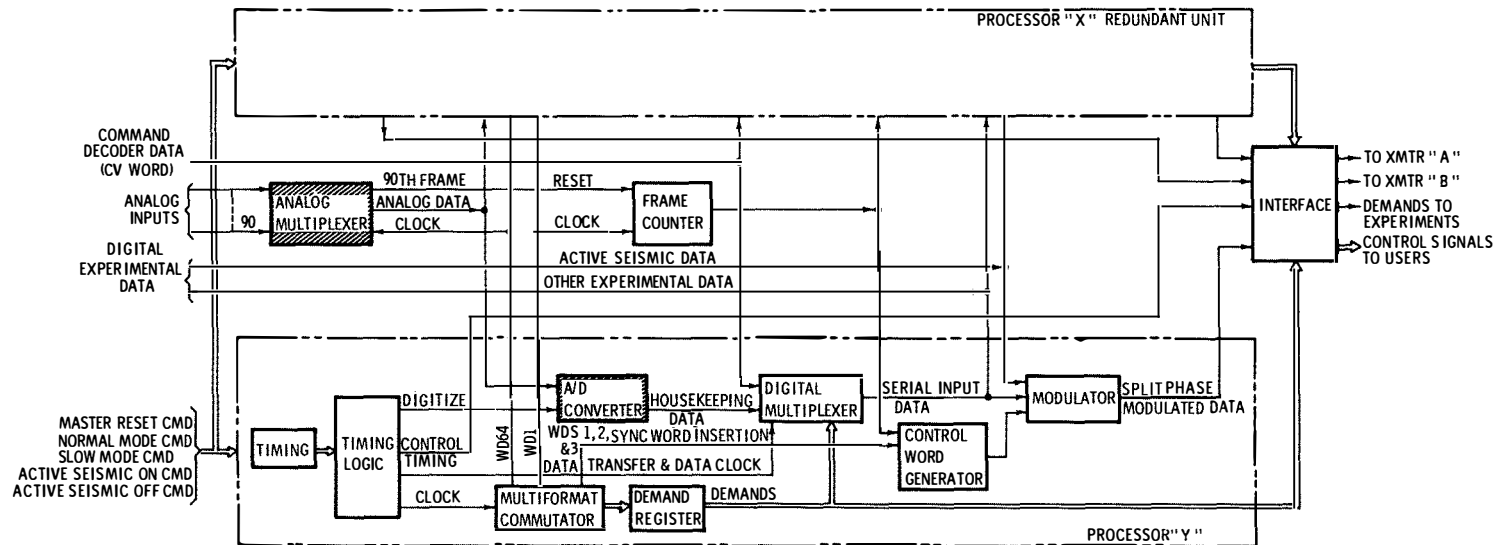 PROCESSOR "X" REDUNDANT UNIT
COMMAND
DECODER DATA
(CV WORD)
ANALOG
INPUTS
90
ANALOG
MULTIPLEXER
90TH FRAME
ANALOG DATA
CLOCK
RESET
CLOCK
FRAME
COUNTER
INTERFACE
TO XMTR "A"
TO XMTR "B"
DEMANDS TO
EXPERIMENTS
CONTROL SIGNALS
TO USERS
DIGITAL
EXPERIMENTAL
DATA
ACTIVE SEISMIC DATA
OTHER EXPERIMENTAL DATA
MASTER RESET CMD
NORMAL MODE CMD
SLOW MODE CMD
ACTIVE SEISMIC ON CMD
ACTIVE SEISMIC OFF CMD
TIMING
TIMING
LOGIC
DIGITIZE
CONTROL
TIMING
CLOCK
WD64
WD1
A/D
CONVERTER
HOUSEKEEPING
DATA
WDS 1, 2, SYNC WORD INSERTION
&3
DATA TRANSFER & DATA CLOCK
MULTIFORMAT
COMMUTATOR
DEMAND
REGISTER
DEMANDS
DIGITAL
MULTIPLEXER
SERIAL INPUT
DATA
CONTROL
WORD
GENERATOR
MODULATOR
SPLIT PHASE
MODULATED DATA
PROCESSOR "Y"